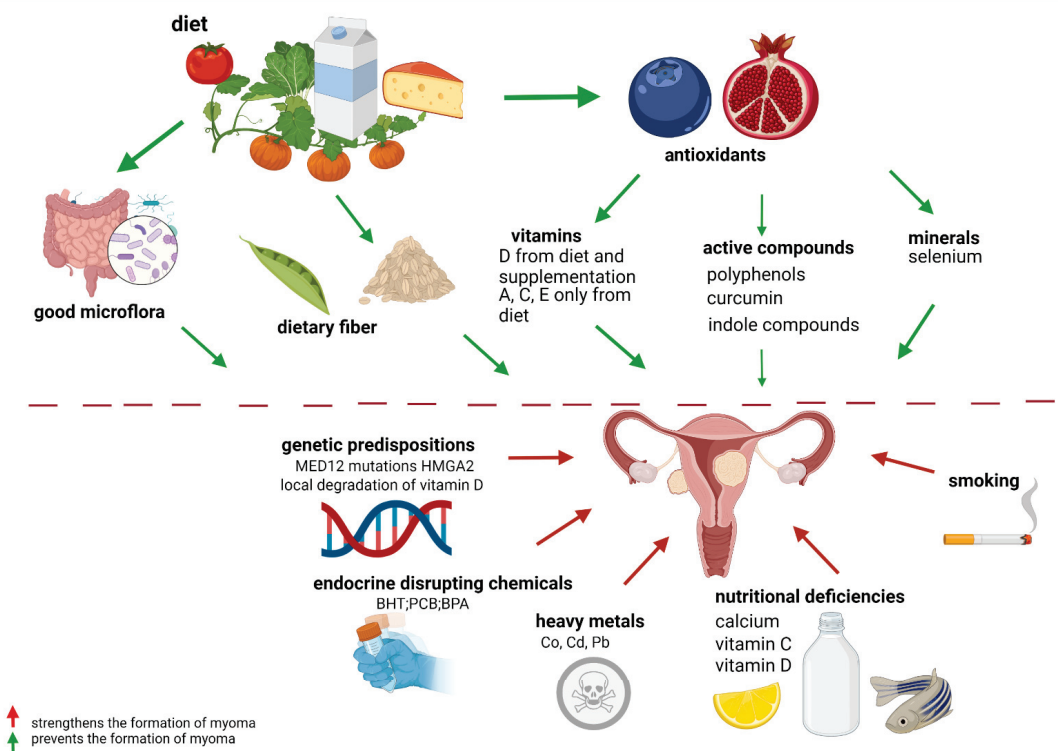 diet
antioxidants
good microflora
dietary fiber
vitamins
D from diet and
supplementation
A, C, E only from
diet
active compounds
polyphenols
curcumin
indole compounds
minerals
selenium
genetic predispositions
MED12 mutations HMGA2
local degradation of vitamin D
smoking
endocrine disrupting chemicals
BHT;PCB;BPA
heavy metals
Co, Cd, Pb
nutritional deficiencies
calcium
vitamin C
vitamin D
strengthens the formation of myoma
prevents the formation of myoma